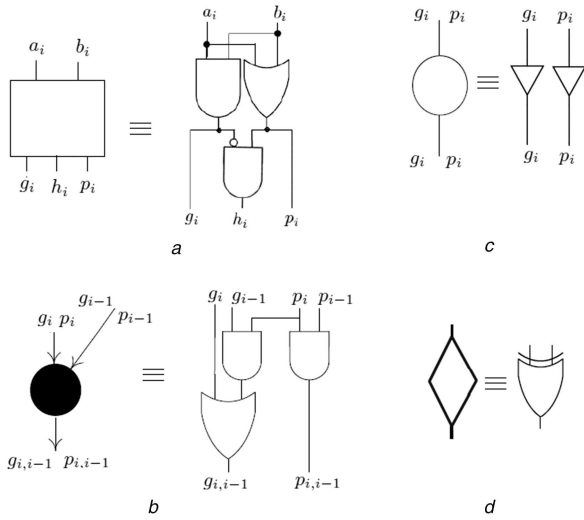 a_i b_i
≡
g_i h_i p_i
a_i b_i
g_i h_i p_i
a
g_i p_i
≡
g_i p_i
g_i p_i
g_i p_i
c
g_{i-1}
g_i p_i p_{i-1}
≡
g_{i,i-1} p_{i,i-1}
g_i g_{i-1} p_i p_{i-1}
g_{i,i-1} p_{i,i-1}
b
≡
d